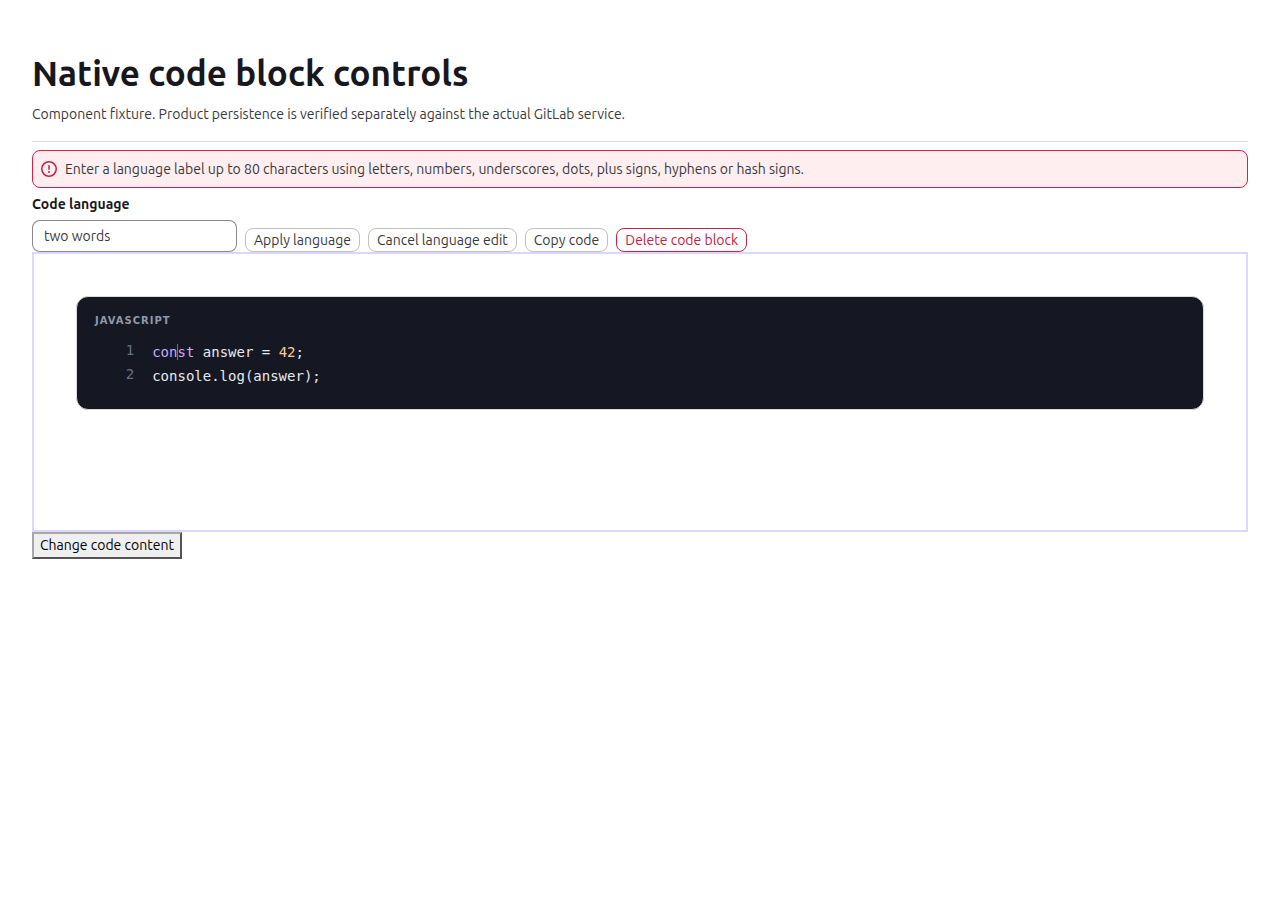 Native code block controls
Component fixture. Product persistence is verified separately against the actual GitLab service.
Enter a language label up to 80 characters using letters, numbers, underscores, dots, plus signs, hyphens or hash signs.
Code language
two words Apply language Cancel language edit Copy code Delete code block
JAVASCRIPT
1 const answer = 42;
2 console.log(answer);
Change code content